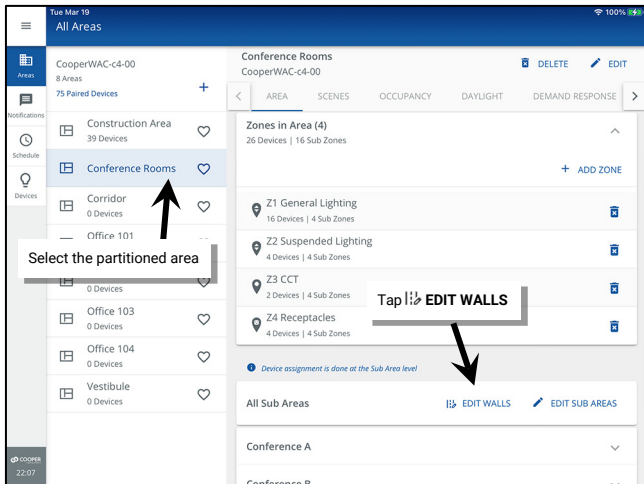 Tue Mar 19
100%
All Areas
Areas
Notifications
Schedule
Devices
COOPER
22:07
CooperWAC-c4-00
8 Areas
75 Paired Devices
+
Construction Area
39 Devices
Conference Rooms
Corridor
0 Devices
Office 101
Select the partitioned area
0 Devices
Office 103
0 Devices
Office 104
0 Devices
Vestibule
0 Devices
Conference Rooms
CooperWAC-c4-00
DELETE
EDIT
AREA SCENES OCCUPANCY DAYLIGHT DEMAND RESPONSE
Zones in Area (4)
26 Devices | 16 Sub Zones
+ ADD ZONE
Z1 General Lighting
16 Devices | 4 Sub Zones
Z2 Suspended Lighting
4 Devices | 4 Sub Zones
Z3 CCT
2 Devices | 4 Sub Zones
Tap EDIT WALLS
Z4 Receptacles
4 Devices | 4 Sub Zones
Device assignment is done at the Sub Area level
All Sub Areas
EDIT WALLS
EDIT SUB AREAS
Conference A
Conference B